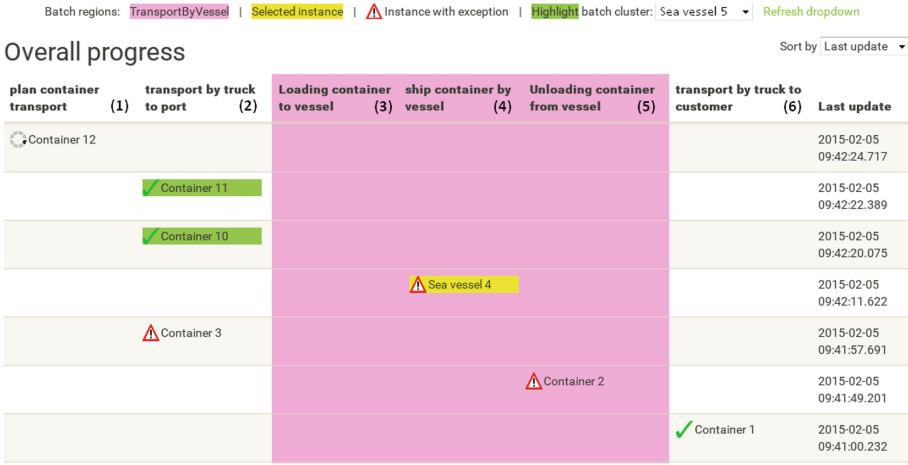 Batch regions: TransportByVessel | Selected instance | Instance with exception | Highlight batch cluster: Sea vessel 5 Refresh dropdown
Overall progress
Sort by Last update
plan container transport (1) transport by truck to port (2) Loading container to vessel (3) ship container by vessel (4) Unloading container from vessel (5) transport by truck to customer (6) Last update
Container 12 2015-02-05
09:42:24.717
Container 11 2015-02-05
09:42:22.389
Container 10 2015-02-05
09:42:20.075
Sea vessel 4 2015-02-05
09:42:11.622
Container 3 2015-02-05
09:41:57.691
Container 2 2015-02-05
09:41:49.201
Container 1 2015-02-05
09:41:00.232